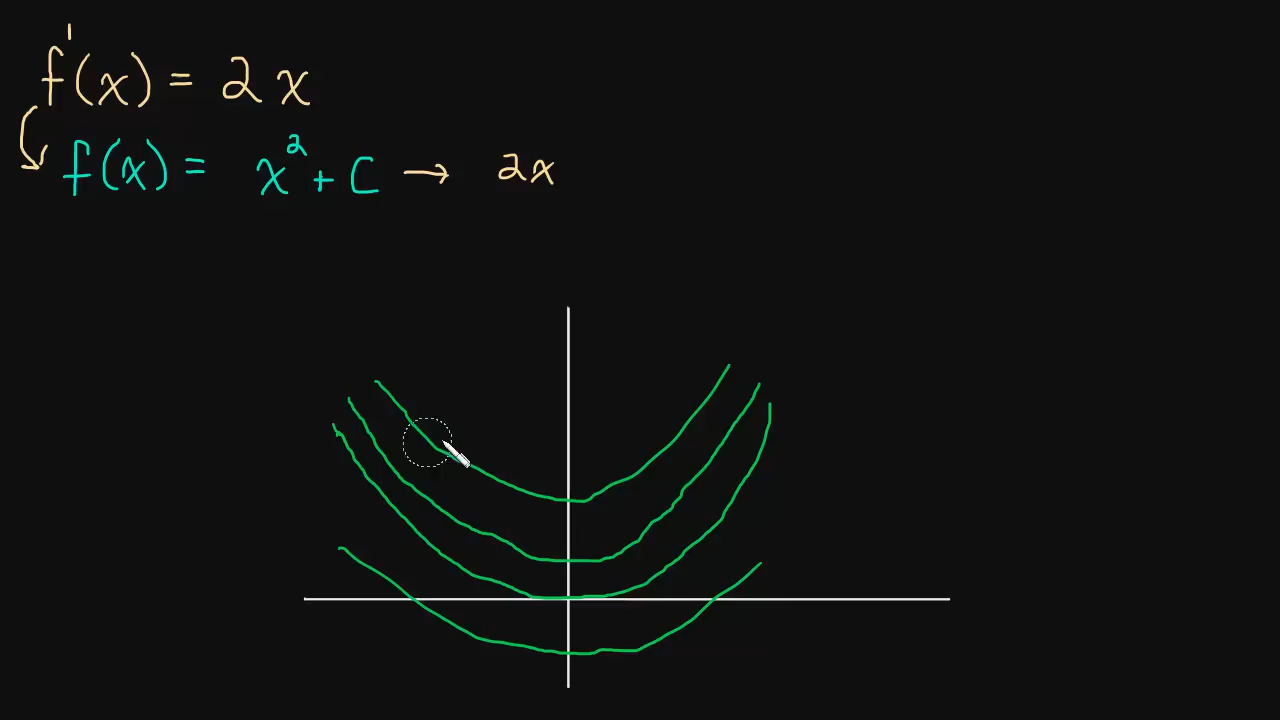 f'(x) = 2x
f(x) = x² + C → 2x